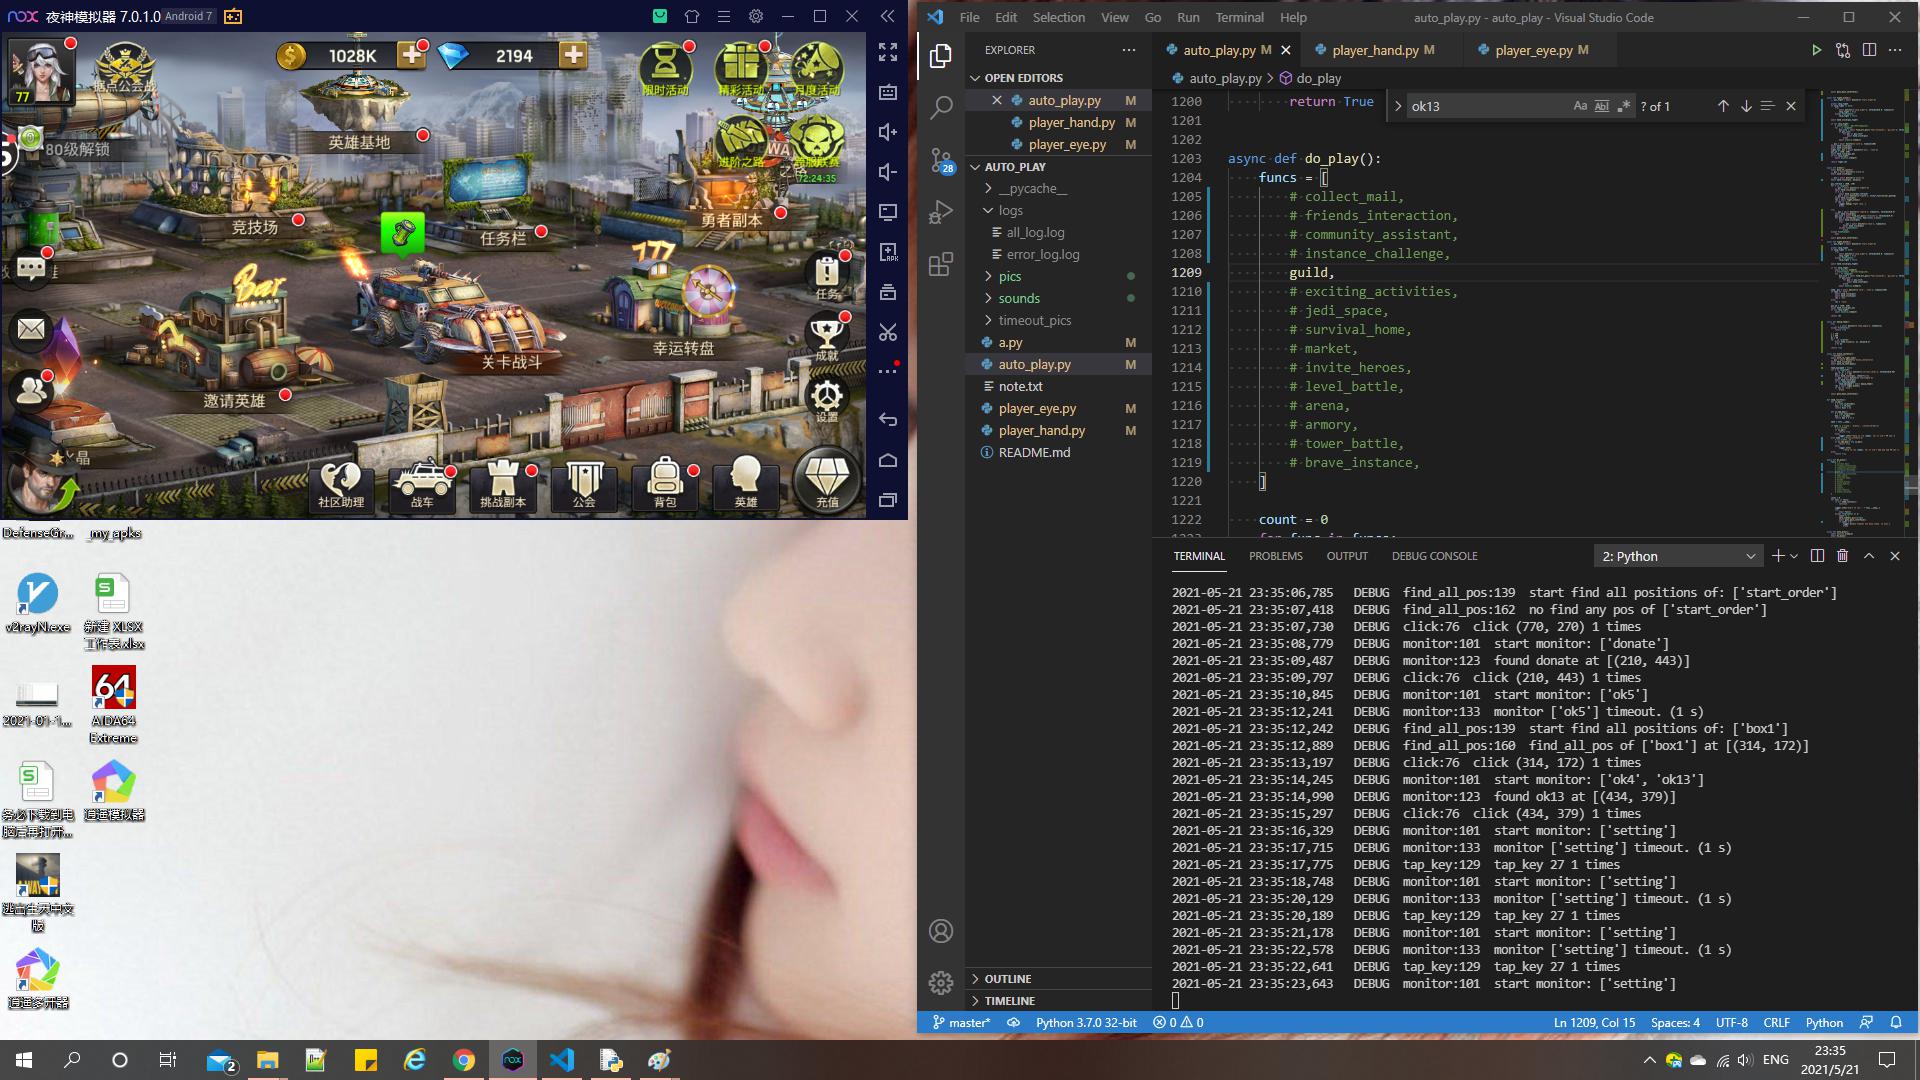 nox 夜神模拟器 7.0.1.0 Android 7
77
据点公会战
1028K
2194
限时活动
精彩活动
月度活动
80级解锁
英雄基地
进阶之路
72:24:35
竞技场
任务栏
勇者副本
777
任务
Bar
成就
关卡战斗
幸运转盘
邀请英雄
设置
社区助理
战车
挑战副本
公会
背包
英雄
充值
DefenseGr...
_my_apks
v2rayN.exe
新建 XLSX
工作表.xlsx
2021-01-1...
64
AIDA64
Extreme
务必下载到电
脑后再打开...
逍遥模拟器
逃出生天中文
版
逍遥多开器
File Edit Selection View Go Run Terminal Help
auto_play.py - auto_play - Visual Studio Code
EXPLORER
OPEN EDITORS
auto_play.py M
player_hand.py M
player_eye.py M
AUTO_PLAY
__pycache__
logs
all_log.log
error_log.log
pics
sounds
timeout_pics
a.py M
auto_play.py M
note.txt
player_eye.py M
player_hand.py M
README.md
OUTLINE
TIMELINE
28
auto_play.py M
player_hand.py M
player_eye.py M
auto_play.py > do_play
ok13
Aa Abl .*
? of 1
1200 return True
1201
1202
1203 async def do_play():
1204 funcs = [
1205 # collect_mail,
1206 # friends_interaction,
1207 # community_assistant,
1208 # instance_challenge,
1209 guild,
1210 # exciting_activities,
1211 # jedi_space,
1212 # survival_home,
1213 # market,
1214 # invite_heroes,
1215 # level_battle,
1216 # arena,
1217 # armory,
1218 # tower_battle,
1219 # brave_instance,
1220 ]
1221
1222 count = 0
1223 for func in funcs:
TERMINAL PROBLEMS OUTPUT DEBUG CONSOLE
2: Python
2021-05-21 23:35:06,785 DEBUG find_all_pos:139 start find all positions of: ['start_order']
2021-05-21 23:35:07,418 DEBUG find_all_pos:162 no find any pos of ['start_order']
2021-05-21 23:35:07,730 DEBUG click:76 click (770, 270) 1 times
2021-05-21 23:35:08,779 DEBUG monitor:101 start monitor: ['donate']
2021-05-21 23:35:09,487 DEBUG monitor:123 found donate at [(210, 443)]
2021-05-21 23:35:09,797 DEBUG click:76 click (210, 443) 1 times
2021-05-21 23:35:10,845 DEBUG monitor:101 start monitor: ['ok5']
2021-05-21 23:35:12,241 DEBUG monitor:133 monitor ['ok5'] timeout. (1 s)
2021-05-21 23:35:12,242 DEBUG find_all_pos:139 start find all positions of: ['box1']
2021-05-21 23:35:12,889 DEBUG find_all_pos:160 find_all_pos of ['box1'] at [(314, 172)]
2021-05-21 23:35:13,197 DEBUG click:76 click (314, 172) 1 times
2021-05-21 23:35:14,245 DEBUG monitor:101 start monitor: ['ok4', 'ok13']
2021-05-21 23:35:14,990 DEBUG monitor:123 found ok13 at [(434, 379)]
2021-05-21 23:35:15,297 DEBUG click:76 click (434, 379) 1 times
2021-05-21 23:35:16,329 DEBUG monitor:101 start monitor: ['setting']
2021-05-21 23:35:17,715 DEBUG monitor:133 monitor ['setting'] timeout. (1 s)
2021-05-21 23:35:17,775 DEBUG tap_key:129 tap_key 27 1 times
2021-05-21 23:35:18,748 DEBUG monitor:101 start monitor: ['setting']
2021-05-21 23:35:20,129 DEBUG monitor:133 monitor ['setting'] timeout. (1 s)
2021-05-21 23:35:20,189 DEBUG tap_key:129 tap_key 27 1 times
2021-05-21 23:35:21,178 DEBUG monitor:101 start monitor: ['setting']
2021-05-21 23:35:22,578 DEBUG monitor:133 monitor ['setting'] timeout. (1 s)
2021-05-21 23:35:22,641 DEBUG tap_key:129 tap_key 27 1 times
2021-05-21 23:35:23,643 DEBUG monitor:101 start monitor: ['setting']
master* Python 3.7.0 32-bit 0 0
Ln 1209, Col 15 Spaces: 4 UTF-8 CRLF Python
2
nox
ENG
23:35
2021/5/21